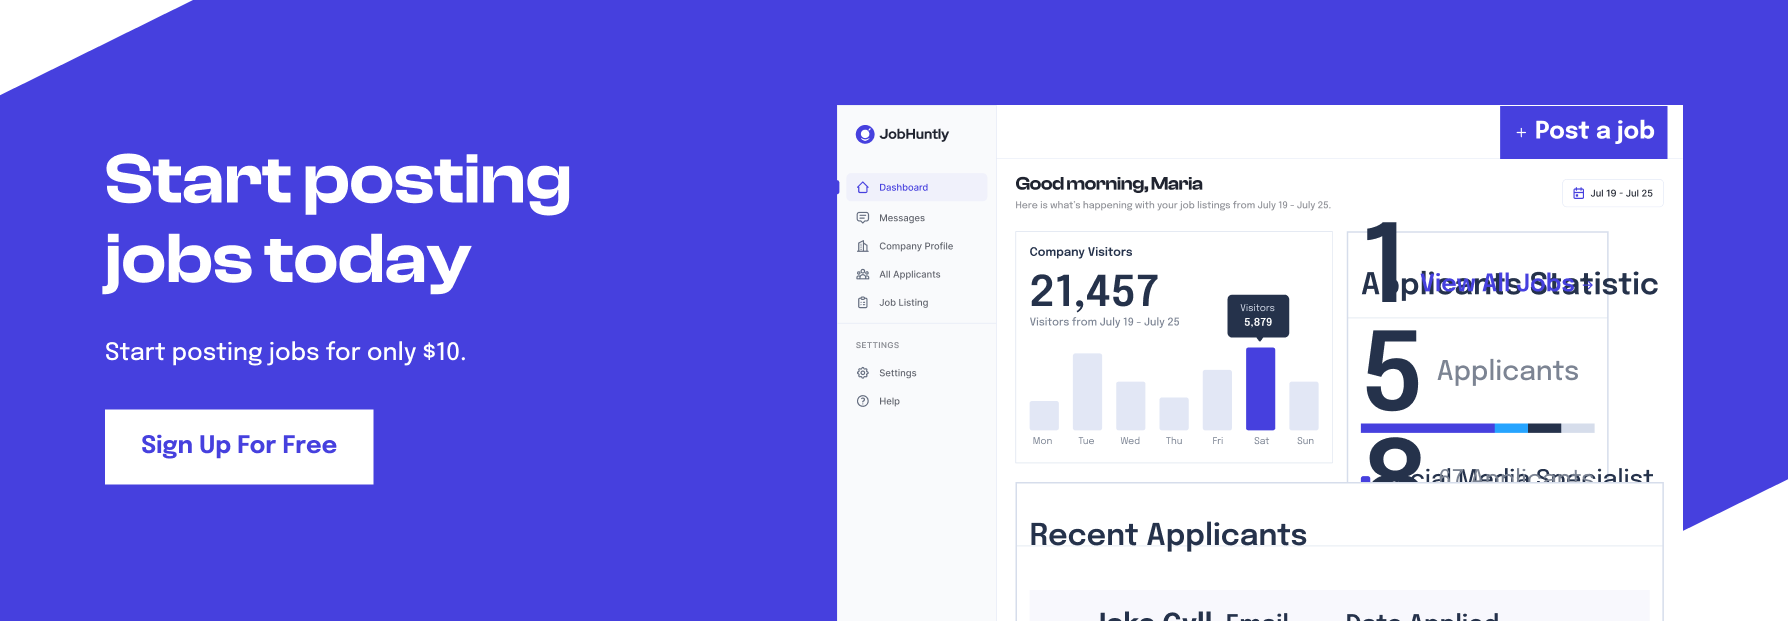 Start posting
jobs today
Start posting jobs for only $10.
Sign Up For Free
JobHuntly
Dashboard
Messages
Company Profile
All Applicants
Job Listing
SETTINGS
Settings
Help
+ Post a job
Good morning, Maria
Here is what's happening with your job listings from July 19 - July 25.
Jul 19 - Jul 25
Company Visitors
21,457
Visitors from July 19 - July 25
Visitors
5,879
Mon Tue Wed Thu Fri Sat Sun
1
Applicants Statistic
View All Jobs
5
Applicants
8
Media Specialist
67 Applicants
Recent Applicants
Email
Date Applied